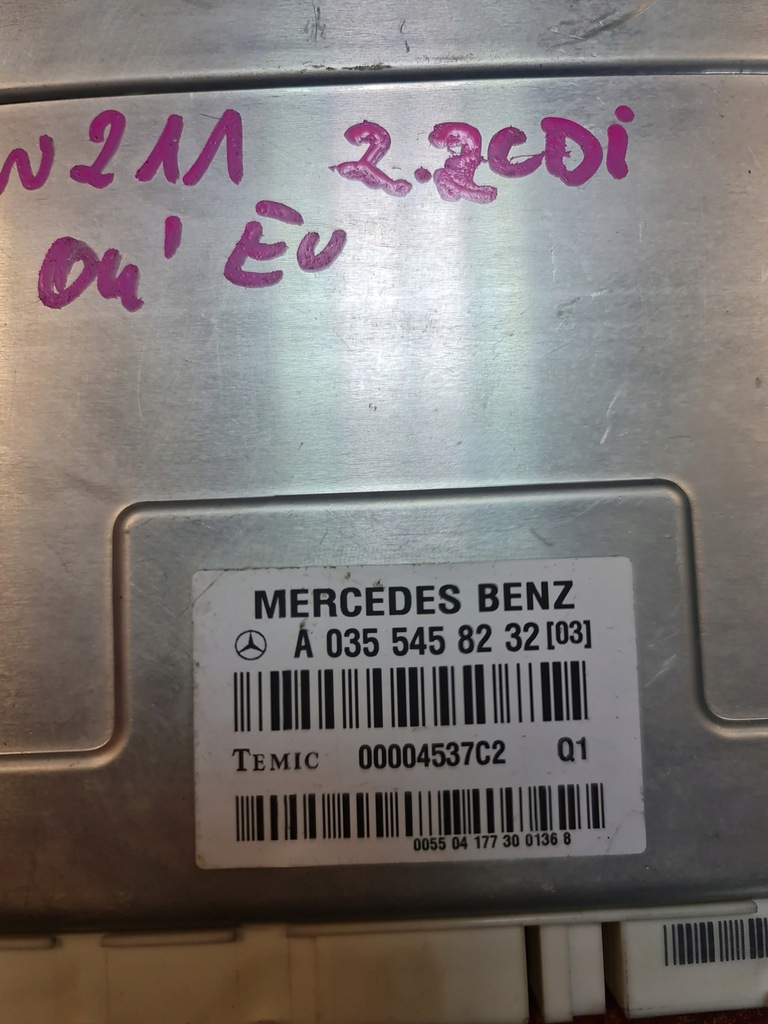 W211 2.2CDi
04' EU
MERCEDES BENZ
A 035 545 82 32 [03]
TEMIC 00004537C2 Q1
0055 04 177 30 0136 8